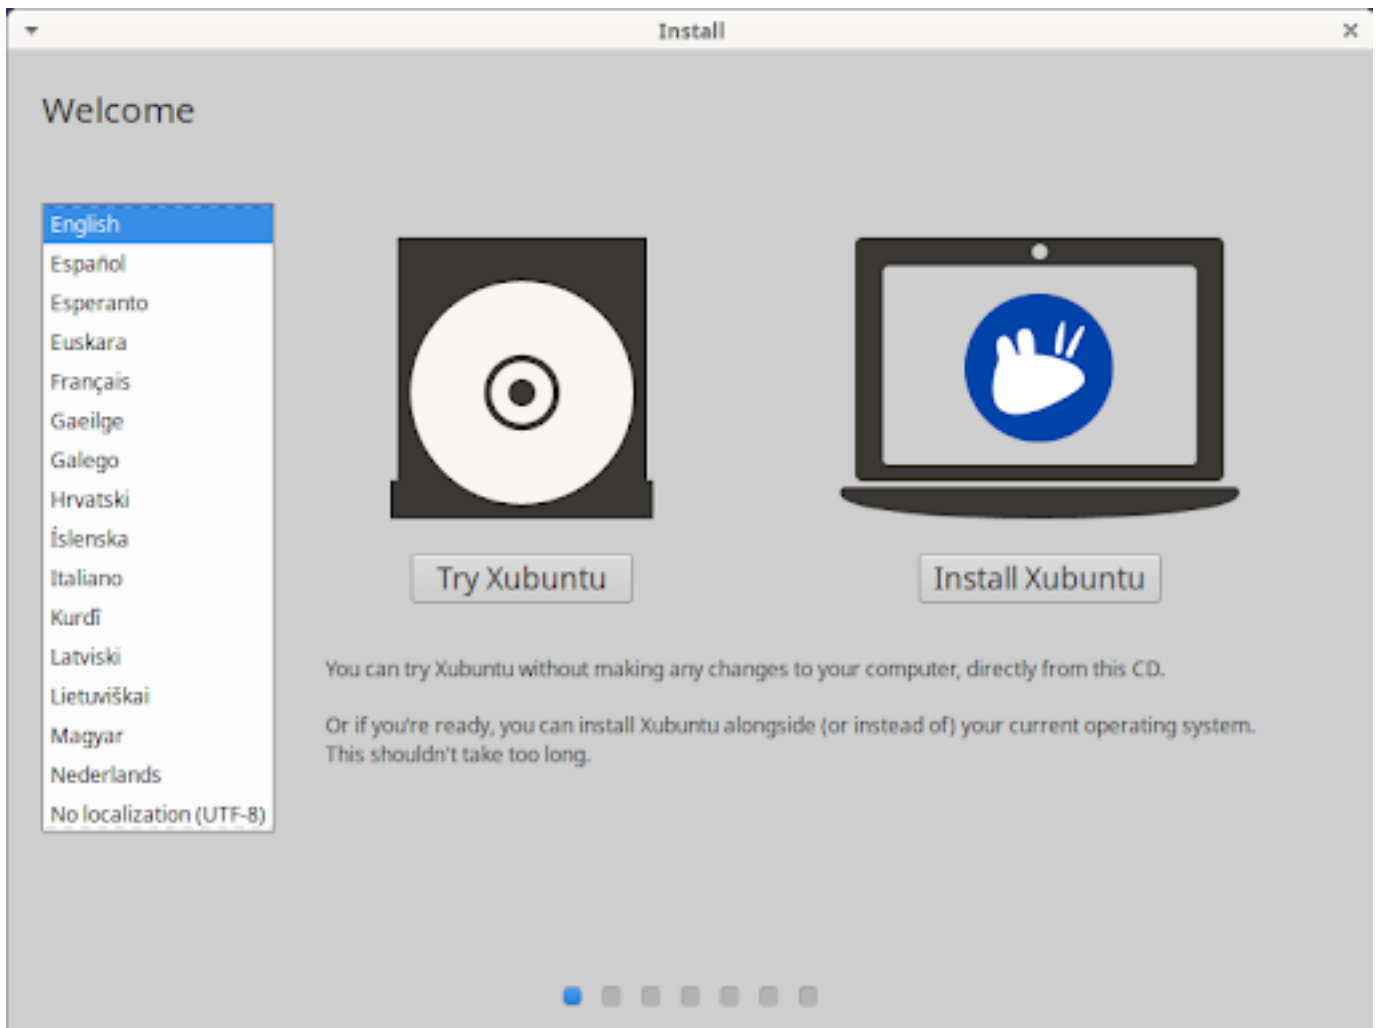 Install
Welcome
English
Español
Esperanto
Euskara
Français
Gaeilge
Galego
Hrvatski
Íslenska
Italiano
Kurdî
Latviski
Lietuviškai
Magyar
Nederlands
No localization (UTF-8)
Try Xubuntu
Install Xubuntu
You can try Xubuntu without making any changes to your computer, directly from this CD.
Or if you're ready, you can install Xubuntu alongside (or instead of) your current operating system.
This shouldn't take too long.